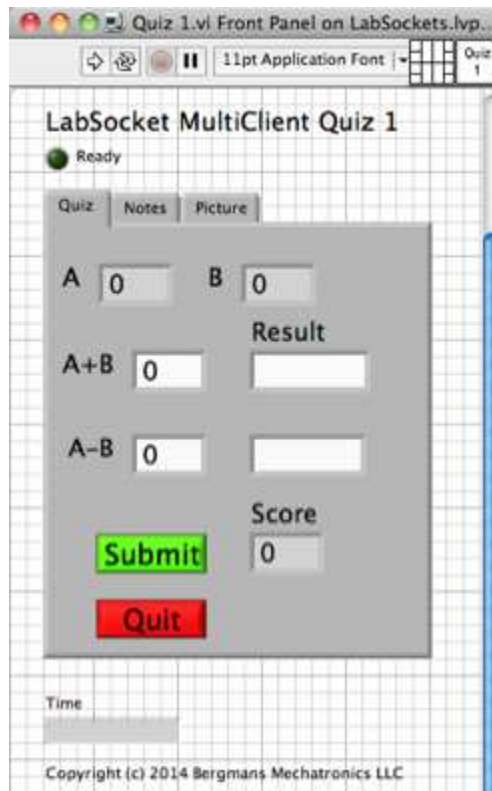 Quiz 1.vi Front Panel on LabSockets.lvp...
11pt Application Font
Quiz
1
LabSocket MultiClient Quiz 1
Ready
Quiz Notes Picture
A 0 B 0
Result
A+B 0
A-B 0
Score
Submit 0
Quit
Time
Copyright (c) 2014 Bergmans Mechatronics LLC